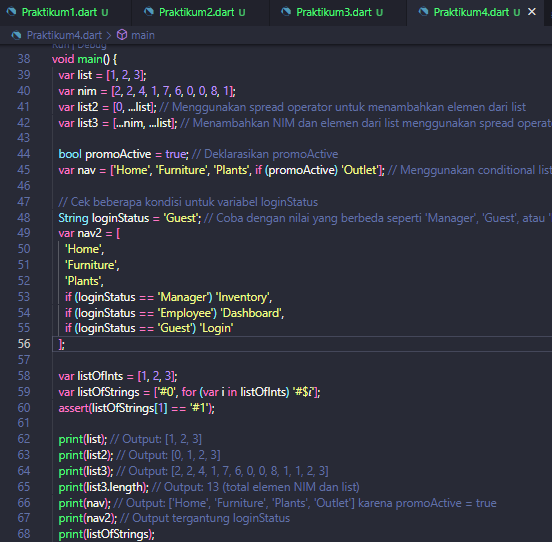 Praktikum1.dart U
Praktikum2.dart U
Praktikum3.dart U
Praktikum4.dart U
Praktikum4.dart > main
Run | Debug
38 void main() {
39 var list = [1, 2, 3];
40 var nim = [2, 2, 4, 1, 7, 6, 0, 0, 8, 1];
41 var list2 = [0, ...list]; // Menggunakan spread operator untuk menambahkan elemen dari list
42 var list3 = [...nim, ...list]; // Menambahkan NIM dan elemen dari list menggunakan spread operat
43
44 bool promoActive = true; // Deklarasikan promoActive
45 var nav = ['Home', 'Furniture', 'Plants', if (promoActive) 'Outlet']; // Menggunakan conditional list
46
47 // Cek beberapa kondisi untuk variabel loginStatus
48 String loginStatus = 'Guest'; // Coba dengan nilai yang berbeda seperti 'Manager', 'Guest', atau '
49 var nav2 = [
50 'Home',
51 'Furniture',
52 'Plants',
53 if (loginStatus == 'Manager') 'Inventory',
54 if (loginStatus == 'Employee') 'Dashboard',
55 if (loginStatus == 'Guest') 'Login'
56 ];
57
58 var listOfInts = [1, 2, 3];
59 var listOfStrings = ['#0', for (var i in listOfInts) '#$i'];
60 assert(listOfStrings[1] == '#1');
61
62 print(list); // Output: [1, 2, 3]
63 print(list2); // Output: [0, 1, 2, 3]
64 print(list3); // Output: [2, 2, 4, 1, 7, 6, 0, 0, 8, 1, 1, 2, 3]
65 print(list3.length); // Output: 13 (total elemen NIM dan list)
66 print(nav); // Output: ['Home', 'Furniture', 'Plants', 'Outlet'] karena promoActive = true
67 print(nav2); // Output tergantung loginStatus
68 print(listOfStrings);